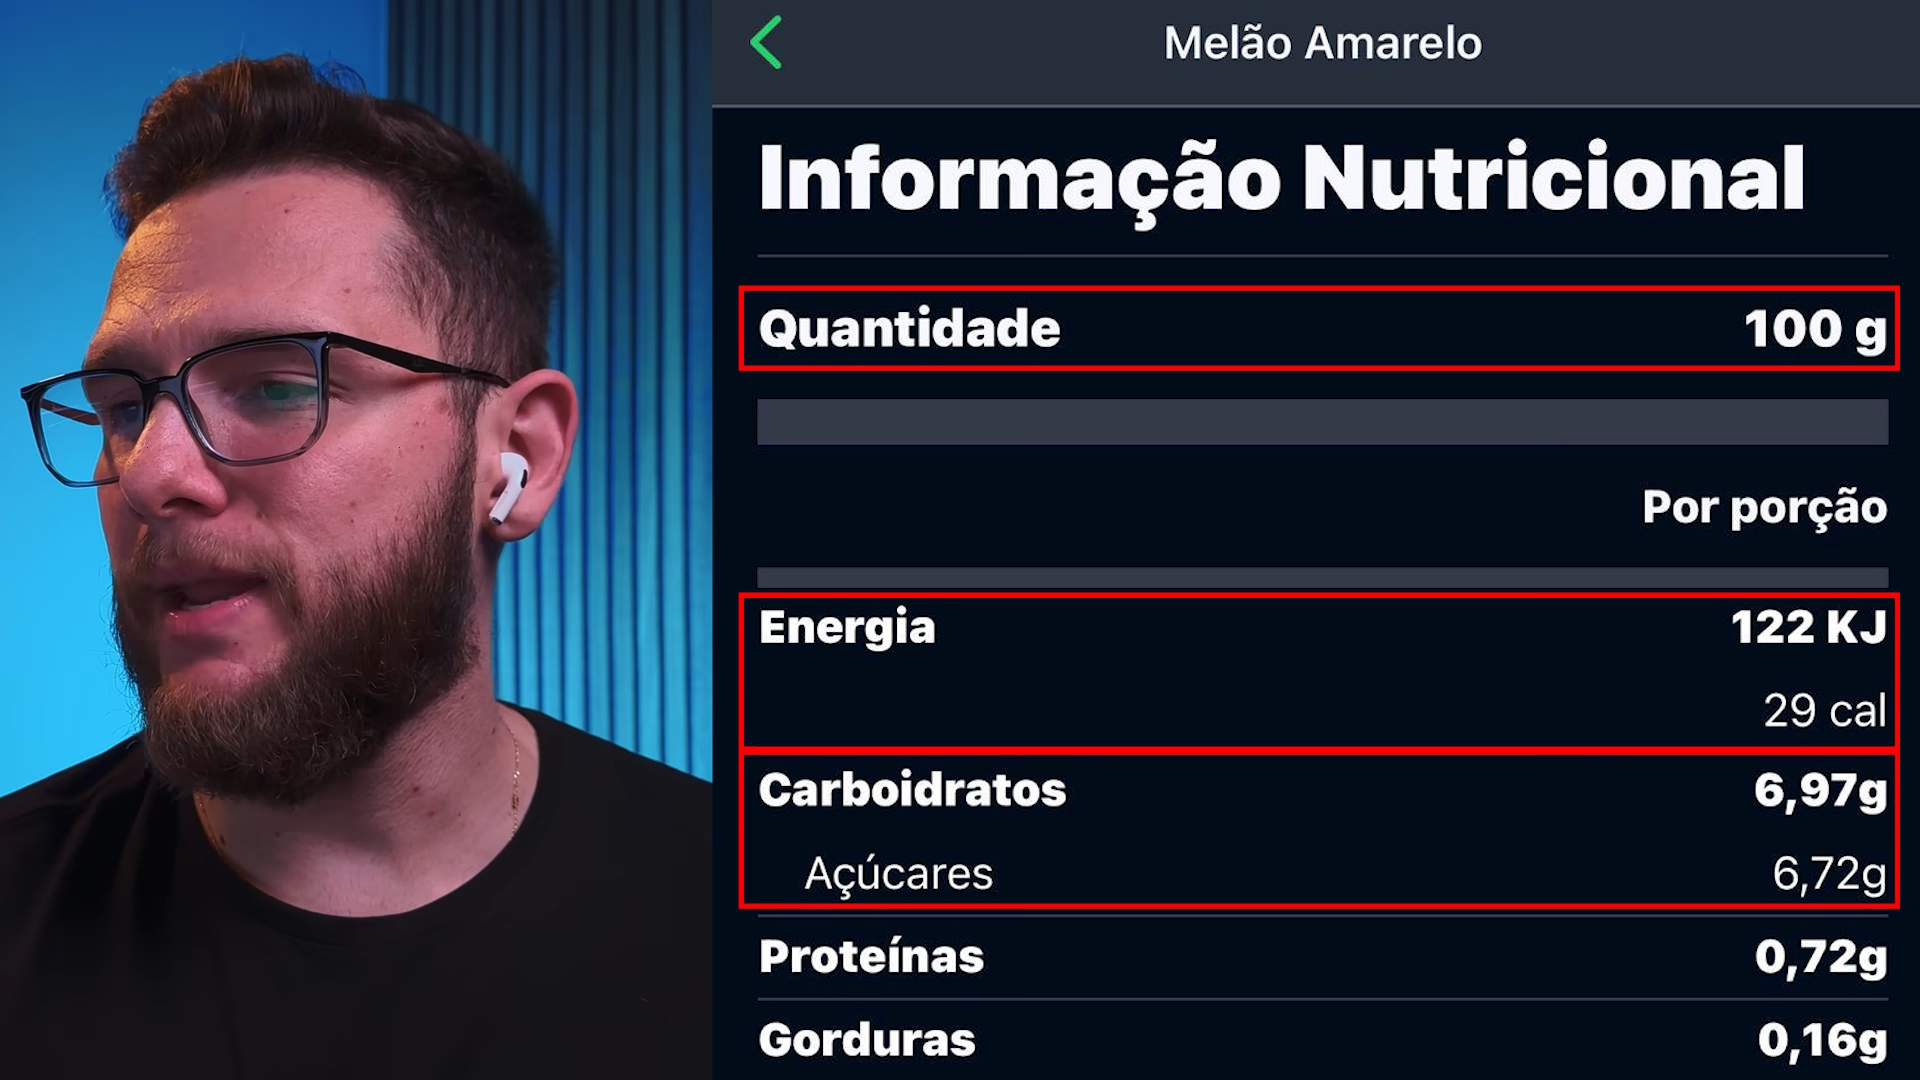 Melão Amarelo
Informação Nutricional
Quantidade 100 g
Por porção
Energia 122 KJ
29 cal
Carboidratos 6,97g
Açúcares 6,72g
Proteínas 0,72g
Gorduras 0,16g